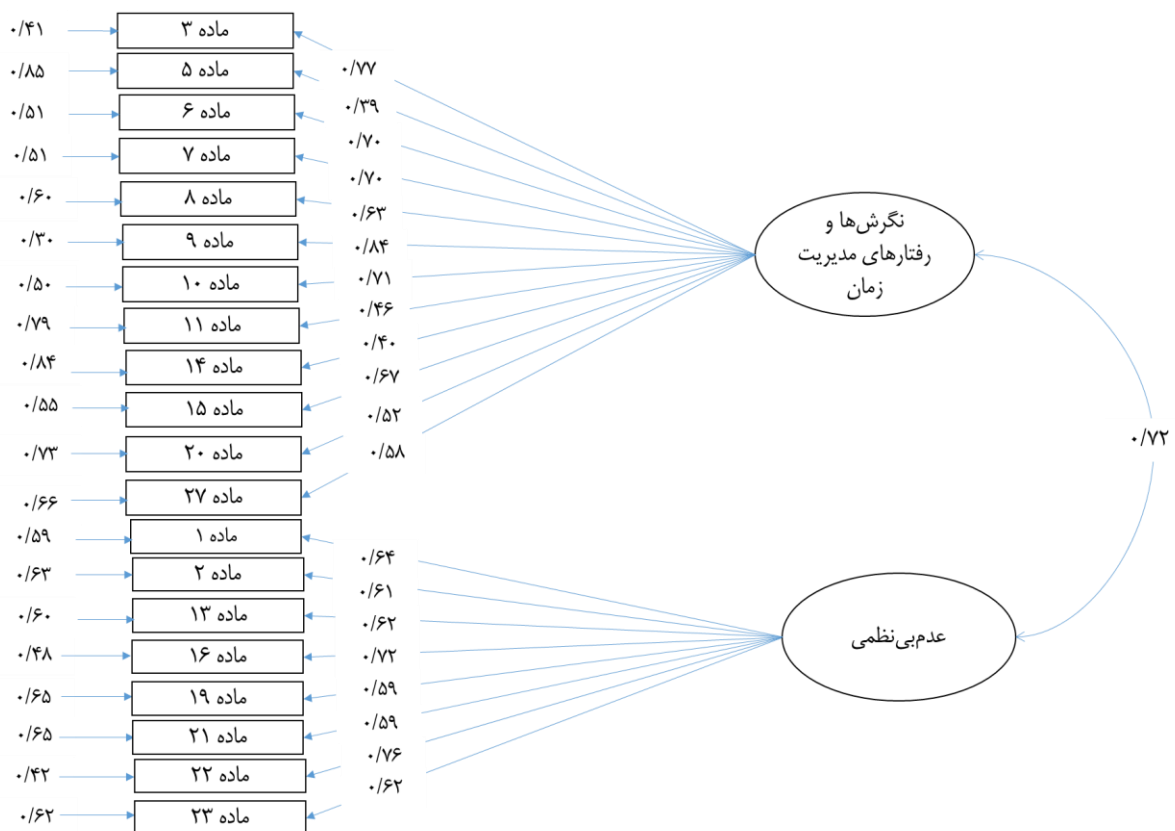 ۰/۴۱ ماده ۳ ۰/۷۷
۰/۸۵ ماده ۵ ۰/۳۹
۰/۵۱ ماده ۶ ۰/۷۰
۰/۵۱ ماده ۷ ۰/۷۰
۰/۶۰ ماده ۸ ۰/۶۳
۰/۳۰ ماده ۹ ۰/۸۴
۰/۵۰ ماده ۱۰ ۰/۷۱
۰/۷۹ ماده ۱۱ ۰/۴۶
۰/۸۴ ماده ۱۴ ۰/۴۰
۰/۵۵ ماده ۱۵ ۰/۶۷
۰/۷۳ ماده ۲۰ ۰/۵۲
۰/۶۶ ماده ۲۷ ۰/۵۸
نگرش‌ها و
رفتارهای مدیریت
زمان
۰/۷۲
۰/۵۹ ماده ۱ ۰/۶۴
۰/۶۳ ماده ۲ ۰/۶۱
۰/۶۰ ماده ۱۳ ۰/۶۲
۰/۴۸ ماده ۱۶ ۰/۷۲
۰/۶۵ ماده ۱۹ ۰/۵۹
۰/۶۵ ماده ۲۱ ۰/۵۹
۰/۴۲ ماده ۲۲ ۰/۷۶
۰/۶۲ ماده ۲۳ ۰/۶۲
عدم‌بی‌نظمی